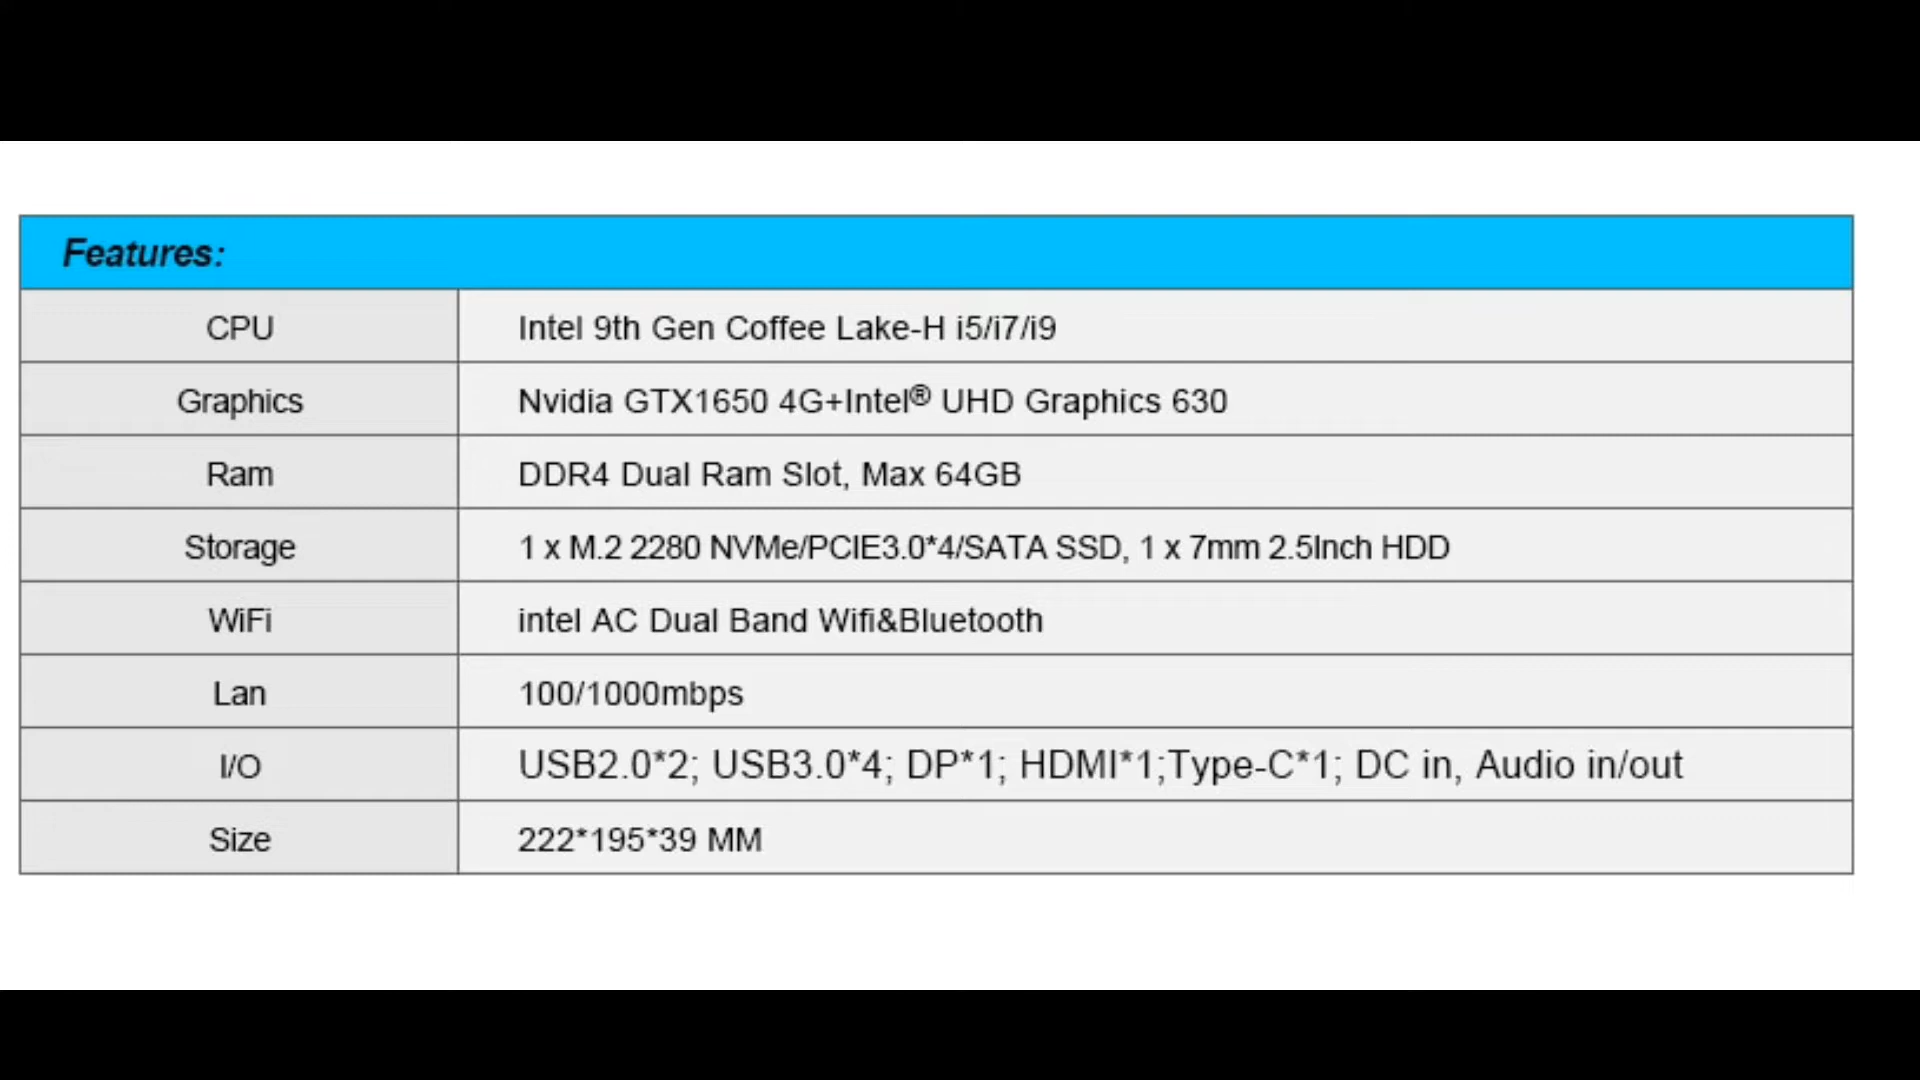 Features:
CPU Intel 9th Gen Coffee Lake-H i5/i7/i9
Graphics Nvidia GTX1650 4G+Intel® UHD Graphics 630
Ram DDR4 Dual Ram Slot, Max 64GB
Storage 1 x M.2 2280 NVMe/PCIE3.0*4/SATA SSD, 1 x 7mm 2.5Inch HDD
WiFi intel AC Dual Band Wifi&Bluetooth
Lan 100/1000mbps
I/O USB2.0*2; USB3.0*4; DP*1; HDMI*1;Type-C*1; DC in, Audio in/out
Size 222*195*39 MM